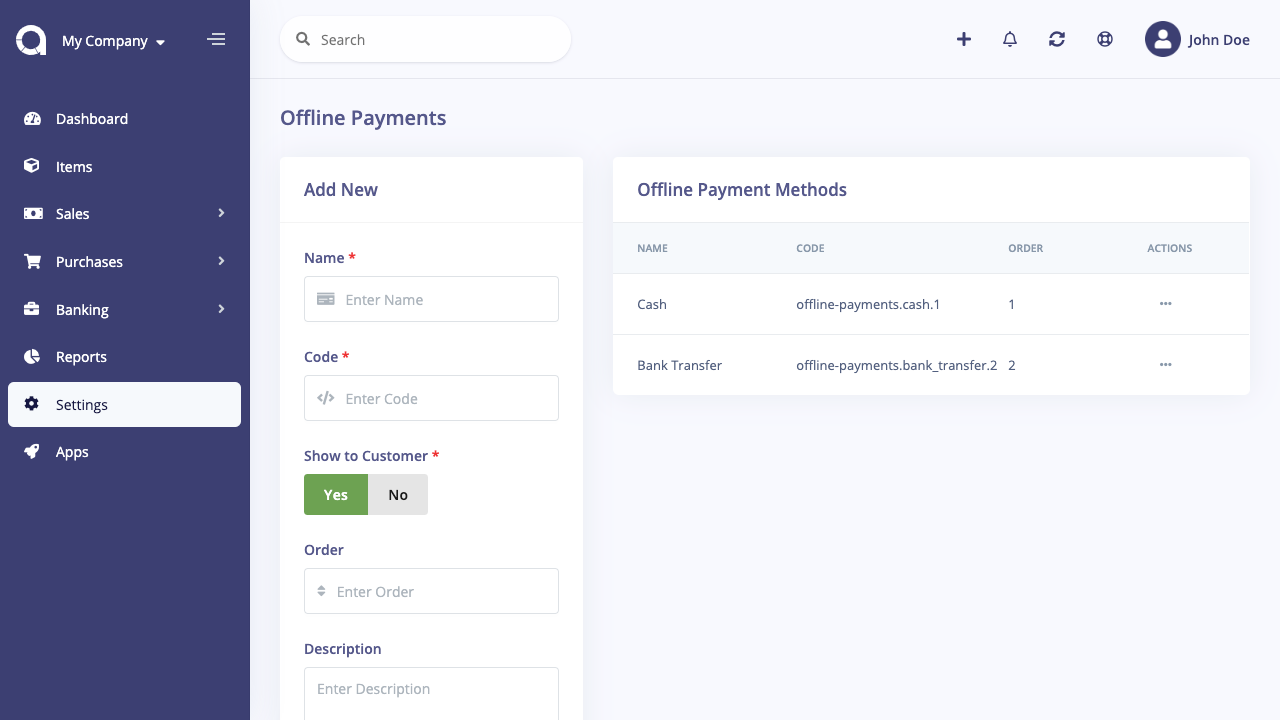 My Company
Search
John Doe
Dashboard
Items
Sales
Purchases
Banking
Reports
Settings
Apps
Offline Payments
Add New
Name *
Enter Name
Code *
Enter Code
Show to Customer *
Yes No
Order
Enter Order
Description
Enter Description
Offline Payment Methods
NAME CODE ORDER ACTIONS
Cash offline-payments.cash.1 1
Bank Transfer offline-payments.bank_transfer.2 2